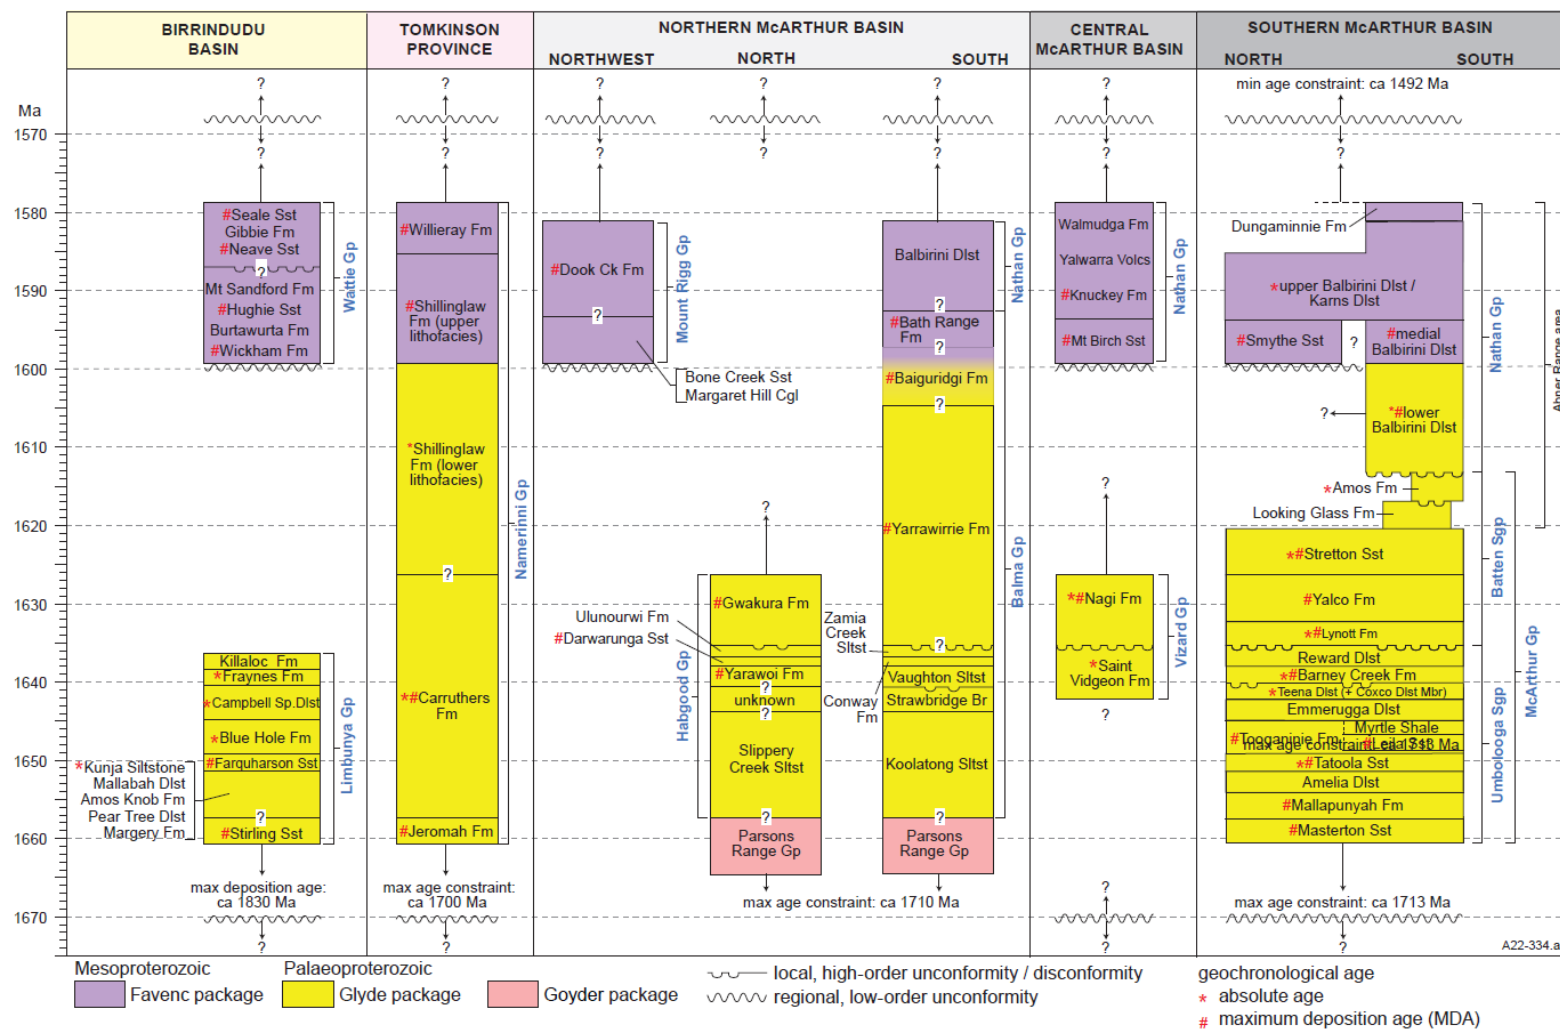 BIRRINDUDU
BASIN
TOMKINSON
PROVINCE
NORTHERN McARTHUR BASIN
NORTHWEST
NORTH
SOUTH
CENTRAL
McARTHUR BASIN
SOUTHERN McARTHUR BASIN
NORTH
SOUTH
Ma
1570
1580
1590
1600
1610
1620
1630
1640
1650
1660
1670
?
?
#Seale Sst
Gibbie Fm
#Neave Sst
?
Mt Sandford Fm
#Hughie Sst
Burtawurta Fm
#Wickham Fm
Wattie Gp
Killaloc Fm
*Fraynes Fm
*Campbell Sp.Dlst
*Blue Hole Fm
#Farquharson Sst
*Kunja Siltstone
Mallabah Dlst
Amos Knob Fm
Pear Tree Dlst
Margery Fm
?
#Stirling Sst
Limbunya Gp
max deposition age:
ca 1830 Ma
?
?
?
#Willieray Fm
#Shillinglaw
Fm (upper
lithofacies)
*Shillinglaw
Fm (lower
lithofacies)
?
*#Carruthers
Fm
#Jeromah Fm
Namerinni Gp
max age constraint:
ca 1700 Ma
?
?
?
#Dook Ck Fm
?
Mount Rigg Gp
Bone Creek Sst
Margaret Hill Cgl
?
?
?
#Gwakura Fm
Ulunourwi Fm
#Darwarunga Sst
#Yarawoi Fm
?
unknown
?
Slippery
Creek Sltst
?
Habgood Gp
Parsons
Range Gp
?
?
Balbirini Dlst
?
#Bath Range
Fm
?
#Baiguridgi Fm
?
Nathan Gp
#Yarrawirrie Fm
?
Zamia
Creek
Sltst
Vaughton Sltst
Conway
Fm
Strawbridge Br
Koolatong Sltst
?
Balma Gp
Parsons
Range Gp
max age constraint: ca 1710 Ma
?
?
Walmudga Fm
Yalwarra Volcs
#Knuckey Fm
#Mt Birch Sst
Nathan Gp
?
*#Nagi Fm
*Saint
Vidgeon Fm
Vizard Gp
?
?
?
min age constraint: ca 1492 Ma
?
Dungaminnie Fm
*upper Balbirini Dlst /
Karns Dlst
#Smythe Sst
?
#medial
Balbirini Dlst
?
*#lower
Balbirini Dlst
Nathan Gp
Abner Range area
*Amos Fm
Looking Glass Fm
*#Stretton Sst
#Yalco Fm
*#Lynott Fm
Batten Sgp
Reward Dlst
*#Barney Creek Fm
*Teena Dlst (+ Coxco Dlst Mbr)
Emmerugga Dlst
Myrtle Shale
#Tooganinie Fm
#Leila Sst
max age constraint: ca 1713 Ma
*#Tatoola Sst
Amelia Dlst
#Mallapunyah Fm
#Masterton Sst
Umbolooga Sgp
McArthur Gp
max age constraint: ca 1713 Ma
?
A22-334.a
Mesoproterozoic
Palaeoproterozoic
Favenc package
Glyde package
Goyder package
local, high-order unconformity / disconformity
regional, low-order unconformity
geochronological age
* absolute age
# maximum deposition age (MDA)